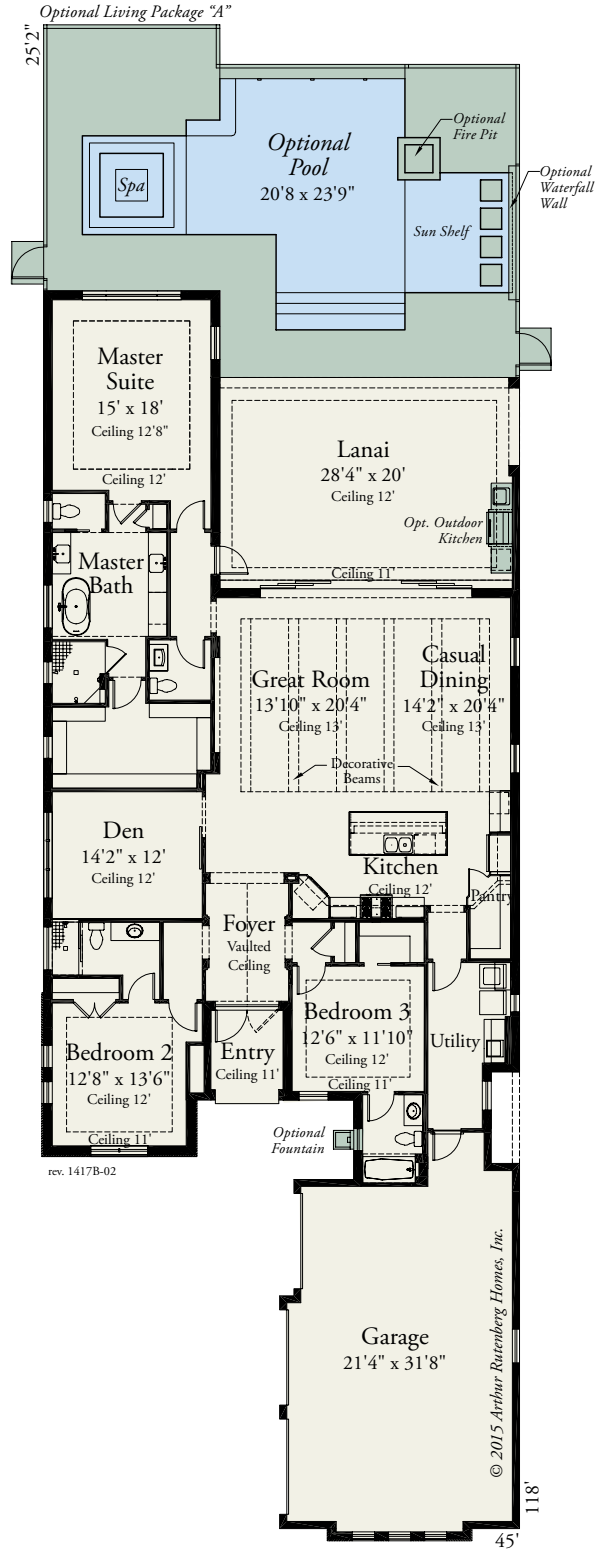 Optional Living Package “A”
25'2"
Optional
Fire Pit
Optional
Pool
20'8 x 23'9"
Optional
Waterfall
Wall
Spa
Sun Shelf
Master
Suite
15' x 18'
Ceiling 12'8"
Ceiling 12'
Lanai
28'4" x 20'
Ceiling 12'
Opt. Outdoor
Kitchen
Ceiling 11'
Master
Bath
Great Room
13'10" x 20'4"
Ceiling 13'
Casual
Dining
14'2" x 20'4"
Ceiling 13'
Decorative
Beams
Den
14'2" x 12'
Ceiling 12'
Kitchen
Ceiling 12'
Pantry
Foyer
Vaulted
Ceiling
Bedroom 3
12'6" x 11'10"
Ceiling 12'
Ceiling 11'
Utility
Entry
Ceiling 11'
Bedroom 2
12'8" x 13'6"
Ceiling 12'
Ceiling 11'
Optional
Fountain
rev. 1417B-02
Garage
21'4" x 31'8"
© 2015 Arthur Rutenberg Homes, Inc.
118'
45'